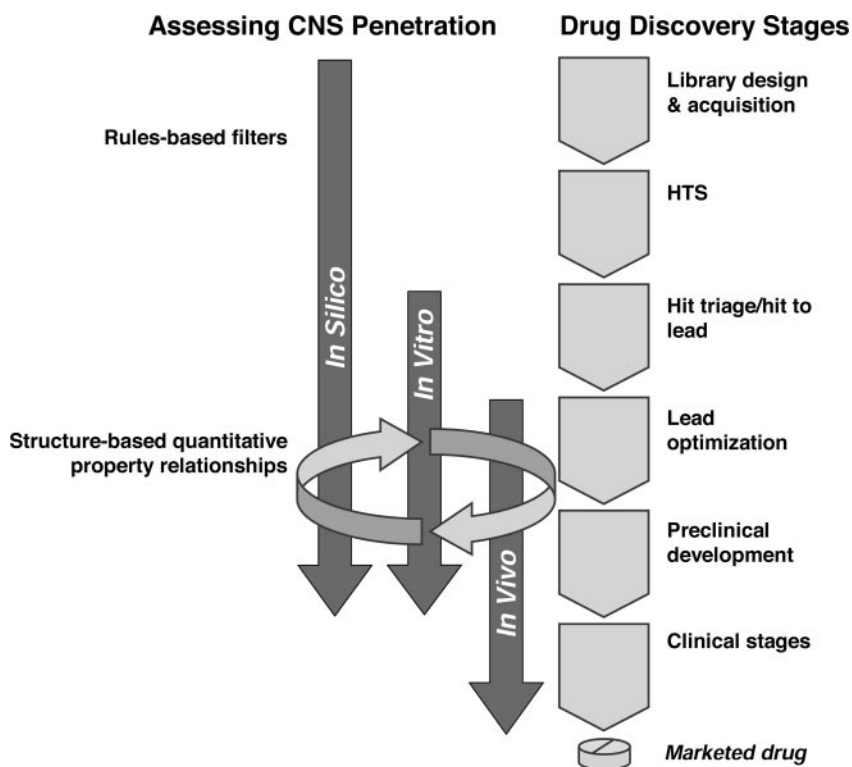 Assessing CNS Penetration
Drug Discovery Stages
Rules-based filters
Structure-based quantitative
property relationships
In Silico
In Vitro
In Vivo
Library design
& acquisition
HTS
Hit triage/hit to
lead
Lead
optimization
Preclinical
development
Clinical stages
Marketed drug